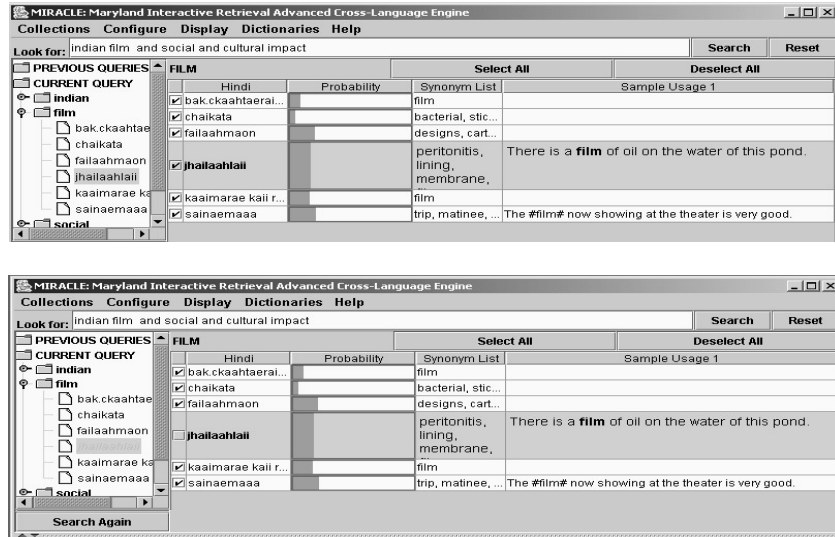 MIRACLE: Maryland Interactive Retrieval Advanced Cross-Language Engine
Collections Configure Display Dictionaries Help
Look for: indian film and social and cultural impact Search Reset
PREVIOUS QUERIES
CURRENT QUERY
indian
film
bak.ckaahtae
chaikata
failaahmaon
jhailaahlaii
kaaimarae ka
sainaemaaa
social
FILM Select All Deselect All
Hindi Probability Synonym List Sample Usage 1
bak.ckaahtaerai... film
chaikata bacterial, stic...
failaahmaon designs, cart...
jhailaahlaii peritonitis, There is a film of oil on the water of this pond.
lining,
membrane,
kaaimarae kaii r... film
sainaemaaa trip, matinee, ... The #film# now showing at the theater is very good.
MIRACLE: Maryland Interactive Retrieval Advanced Cross-Language Engine
Collections Configure Display Dictionaries Help
Look for: indian film and social and cultural impact Search Reset
PREVIOUS QUERIES
CURRENT QUERY
indian
film
bak.ckaahtae
chaikata
failaahmaon
jhailaahlaii
kaaimarae ka
sainaemaaa
social
Search Again
FILM Select All Deselect All
Hindi Probability Synonym List Sample Usage 1
bak.ckaahtaerai... film
chaikata bacterial, stic...
failaahmaon designs, cart...
jhailaahlaii peritonitis, There is a film of oil on the water of this pond.
lining,
membrane,
kaaimarae kaii r... film
sainaemaaa trip, matinee, ... The #film# now showing at the theater is very good.